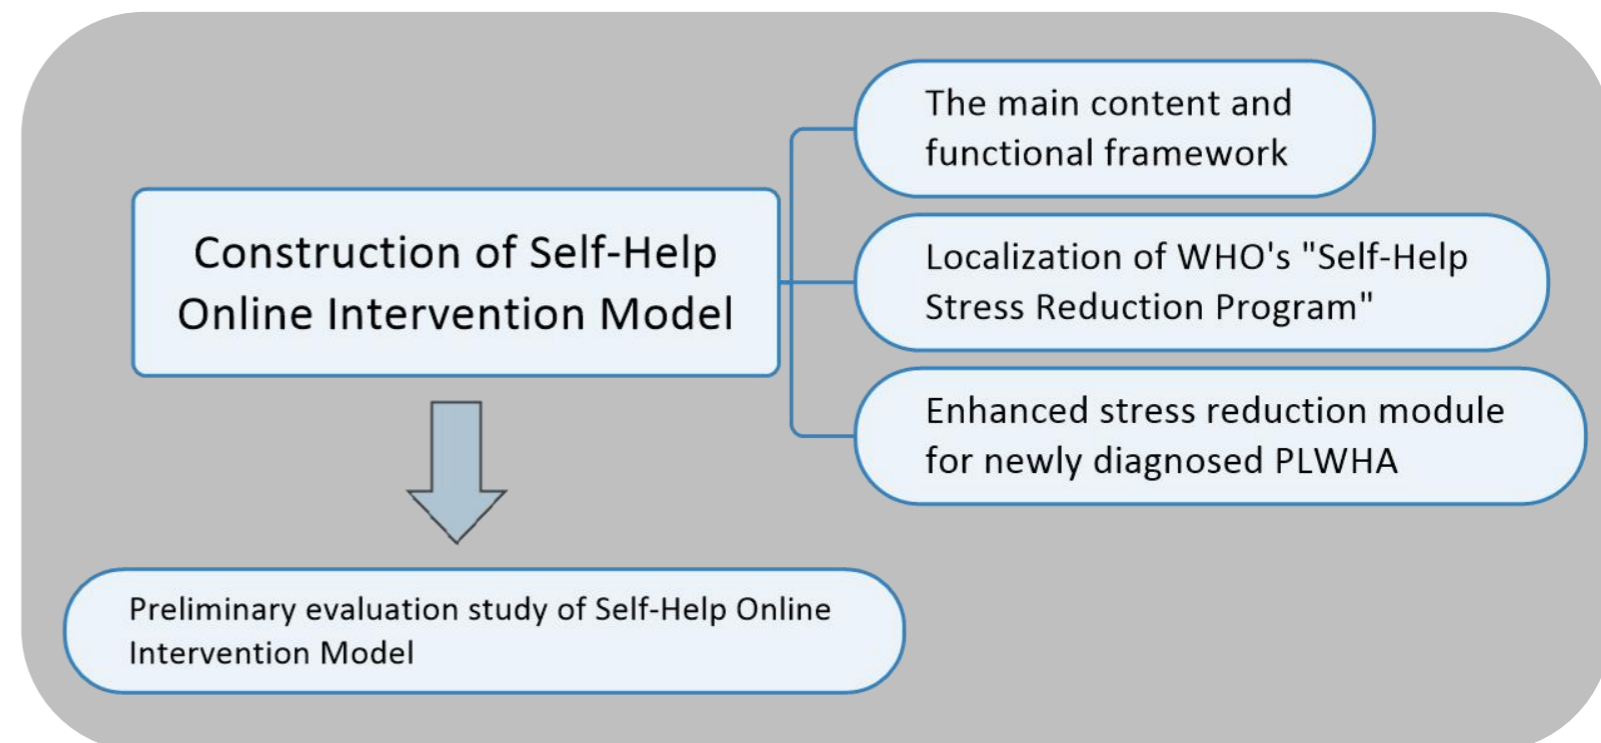 The main content and
functional framework
Construction of Self-Help
Online Intervention Model
Localization of WHO's "Self-Help
Stress Reduction Program"
Enhanced stress reduction module
for newly diagnosed PLWHA
Preliminary evaluation study of Self-Help Online
Intervention Model